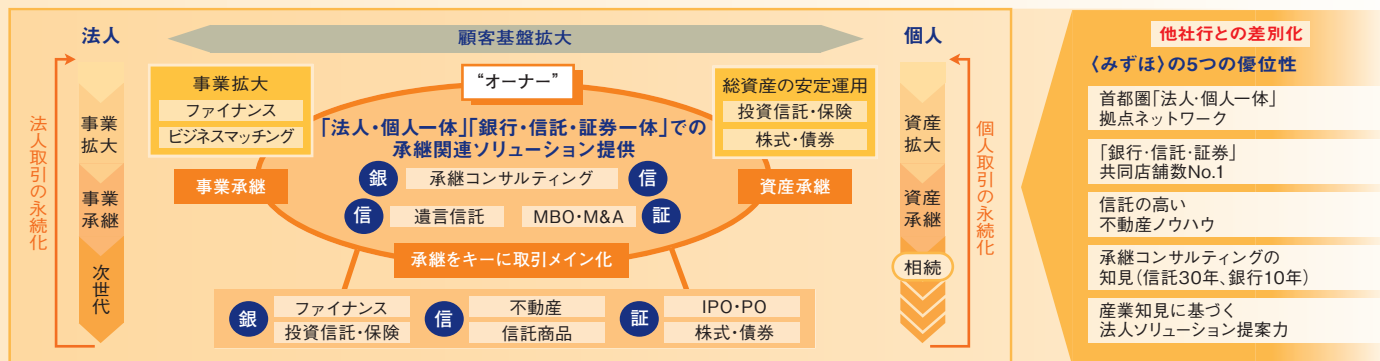 法人
顧客基盤拡大
個人
法人取引の永続化
事業
拡大
事業
承継
次世代
事業拡大
ファイナンス
ビジネスマッチング
“オーナー”
総資産の安定運用
投資信託・保険
株式・債券
「法人・個人一体」「銀行・信託・証券一体」での
承継関連ソリューション提供
銀 承継コンサルティング 信
信 遺言信託 MBO・M&A 証
事業承継
資産承継
承継をキーに取引メイン化
銀
ファイナンス
投資信託・保険
信
不動産
信託商品
証
IPO・PO
株式・債券
資産
拡大
資産
承継
相続
個人取引の永続化
他社行との差別化
〈みずほ〉の5つの優位性
首都圏「法人・個人一体」
拠点ネットワーク
「銀行・信託・証券」
共同店舗数No.1
信託の高い
不動産ノウハウ
承継コンサルティングの
知見（信託30年、銀行10年）
産業知見に基づく
法人ソリューション提案力